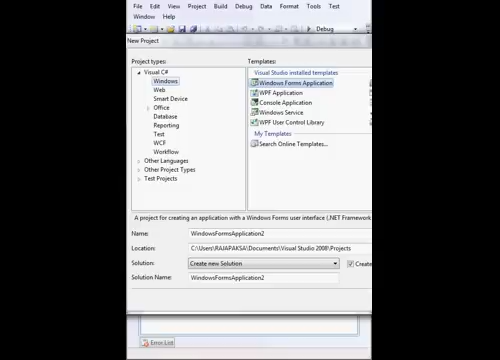 File Edit View Project Build Debug Data Format Tools Test
Window Help
Debug
New Project
Project types:
Templates:
Visual C#
Windows
Web
Smart Device
Office
Database
Reporting
Test
WCF
Workflow
Other Languages
Other Project Types
Test Projects
Visual Studio installed templates
Windows Forms Application
WPF Application
Console Application
Windows Service
WPF User Control Library
My Templates
Search Online Templates...
A project for creating an application with a Windows Forms user interface (.NET Framework
Name: WindowsFormsApplication2
Location: C:\Users\RAJAPAKSA\Documents\Visual Studio 2008\Projects
Solution: Create new Solution Create
Solution Name: WindowsFormsApplication2
Error List